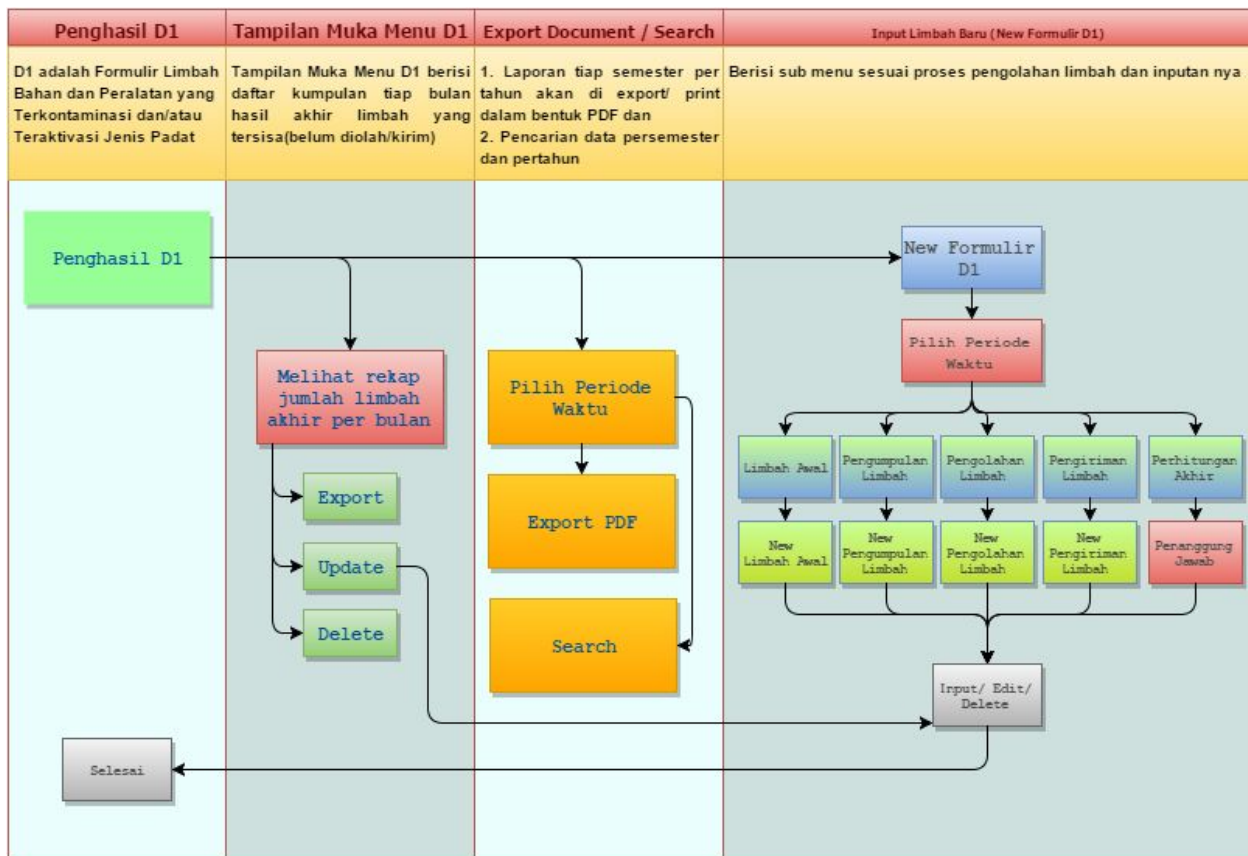 Penghasil D1
Tampilan Muka Menu D1
Export Document / Search
Input Limbah Baru (New Formulir D1)
D1 adalah Formulir Limbah
Bahan dan Peralatan yang
Terkontaminasi dan/atau
Teraktivasi Jenis Padat
Tampilan Muka Menu D1 berisi
daftar kumpulan tiap bulan
hasil akhir limbah yang
tersisa(belum diolah/kirim)
1. Laporan tiap semester per
tahun akan di export/ print
dalam bentuk PDF dan
2. Pencarian data persemester
dan pertahun
Berisi sub menu sesuai proses pengolahan limbah dan inputan nya
Penghasil D1
New Formulir
D1
Pilih Periode
Waktu
Melihat rekap
jumlah limbah
akhir per bulan
Export
Update
Delete
Pilih Periode
Waktu
Export PDF
Search
Limbah Awal
Pengumpulan
Limbah
Pengolahan
Limbah
Pengiriman
Limbah
Perhitungan
Akhir
New
Limbah Awal
New
Pengumpulan
Limbah
New
Pengolahan
Limbah
New
Pengiriman
Limbah
Penanggung
Jawab
Input/ Edit/
Delete
Selesai